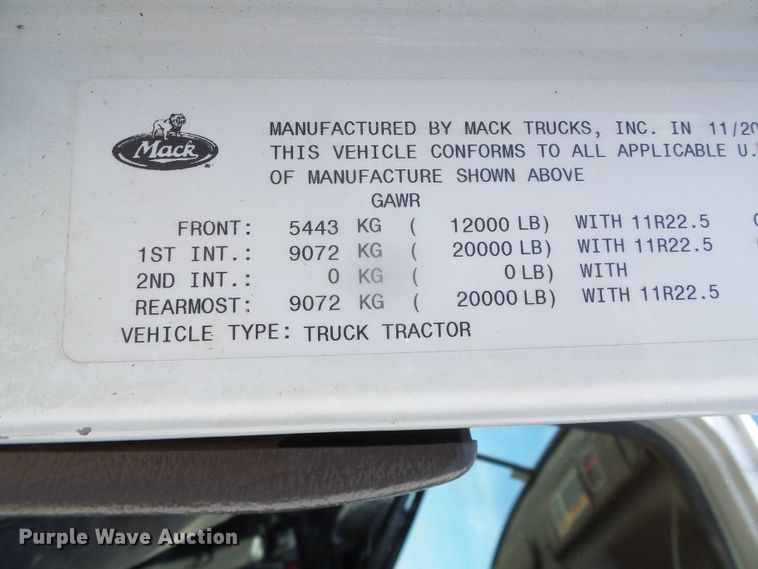 Mack
MANUFACTURED BY MACK TRUCKS, INC. IN 11/20
THIS VEHICLE CONFORMS TO ALL APPLICABLE U.
OF MANUFACTURE SHOWN ABOVE
GAWR
FRONT: 5443 KG ( 12000 LB) WITH 11R22.5
1ST INT.: 9072 KG ( 20000 LB) WITH 11R22.5
2ND INT.: 0 KG ( 0 LB) WITH
REARMOST: 9072 KG ( 20000 LB) WITH 11R22.5
VEHICLE TYPE: TRUCK TRACTOR
Purple Wave Auction